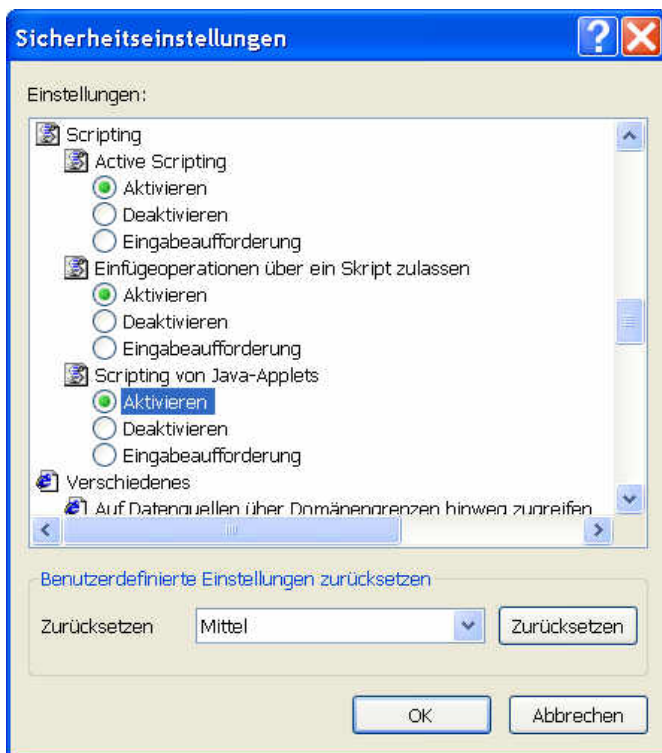 Sicherheitseinstellungen
Einstellungen:
Scripting
Active Scripting
Aktivieren
Deaktivieren
Eingabeaufforderung
Einfügeoperationen über ein Skript zulassen
Aktivieren
Deaktivieren
Eingabeaufforderung
Scripting von Java-Applets
Aktivieren
Deaktivieren
Eingabeaufforderung
Verschiedenes
Auf Datenquellen über Domänengrenzen hinweg zugreifen
Benutzerdefinierte Einstellungen zurücksetzen
Zurücksetzen Mittel Zurücksetzen
OK Abbrechen